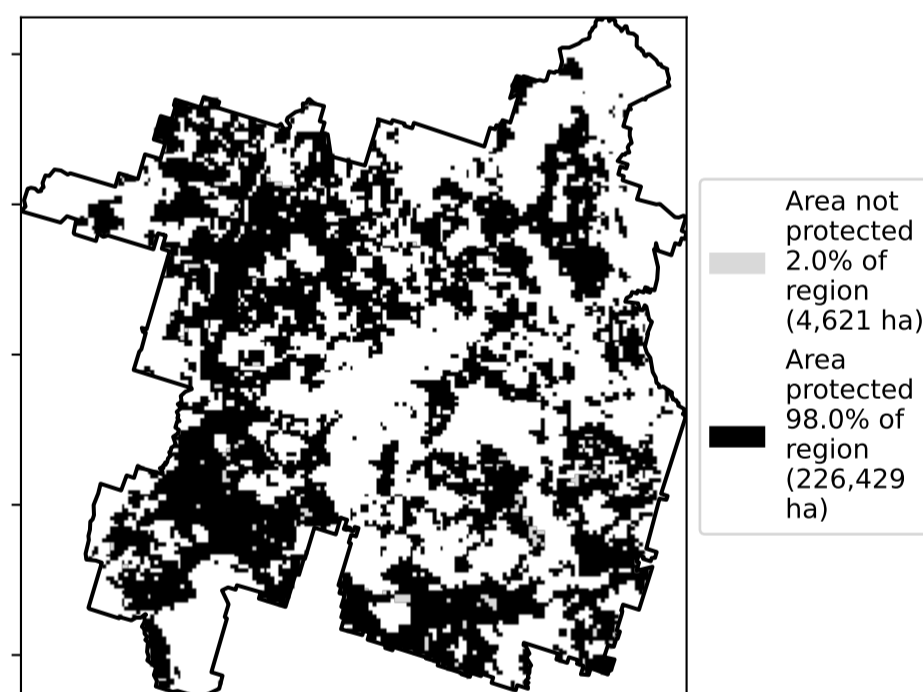 Area not
protected
2.0% of
region
(4,621 ha)
Area
protected
98.0% of
region
(226,429
ha)